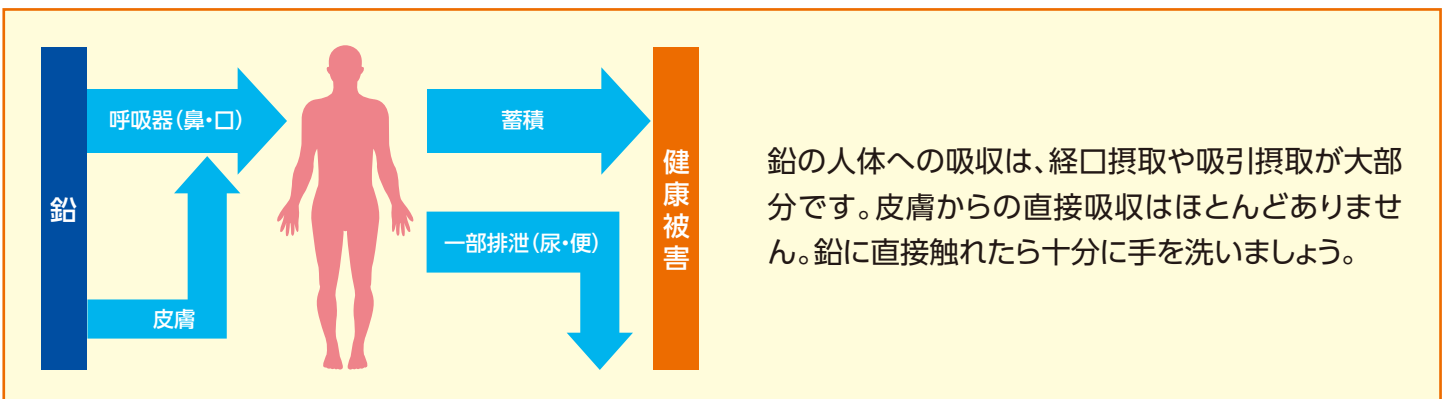 鉛
呼吸器(鼻・口)
皮膚
蓄積
一部排泄(尿・便)
健康被害
鉛の人体への吸収は、経口摂取や吸引摂取が大部
分です。皮膚からの直接吸収はほとんどありませ
ん。鉛に直接触れたら十分に手を洗いましょう。